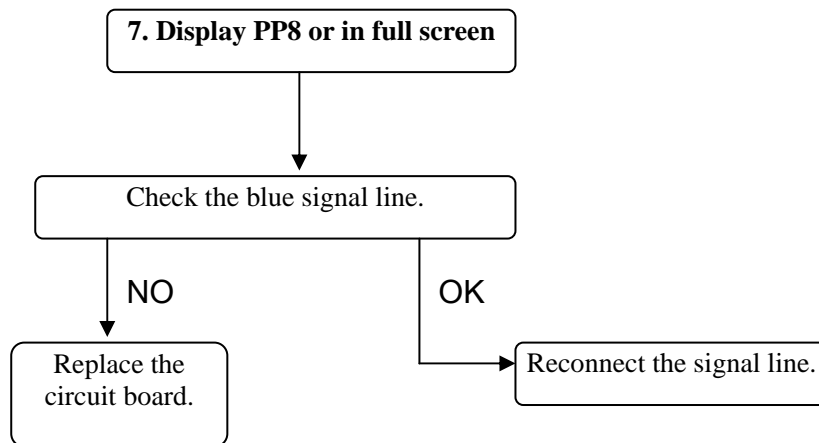 7. Display PP8 or in full screen
Check the blue signal line.
NO
OK
Replace the
circuit board.
Reconnect the signal line.